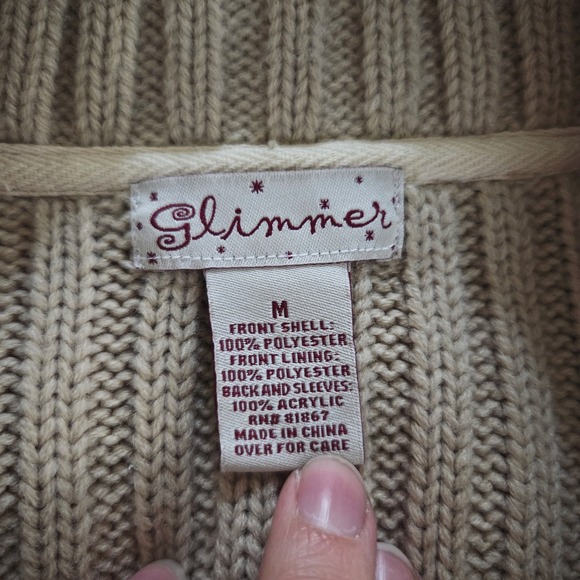 Glimmer
M
FRONT SHELL:
100% POLYESTER
FRONT LINING:
100% POLYESTER
BACK AND SLEEVES:
100% ACRYLIC
RN# 81867
MADE IN CHINA
OVER FOR CARE